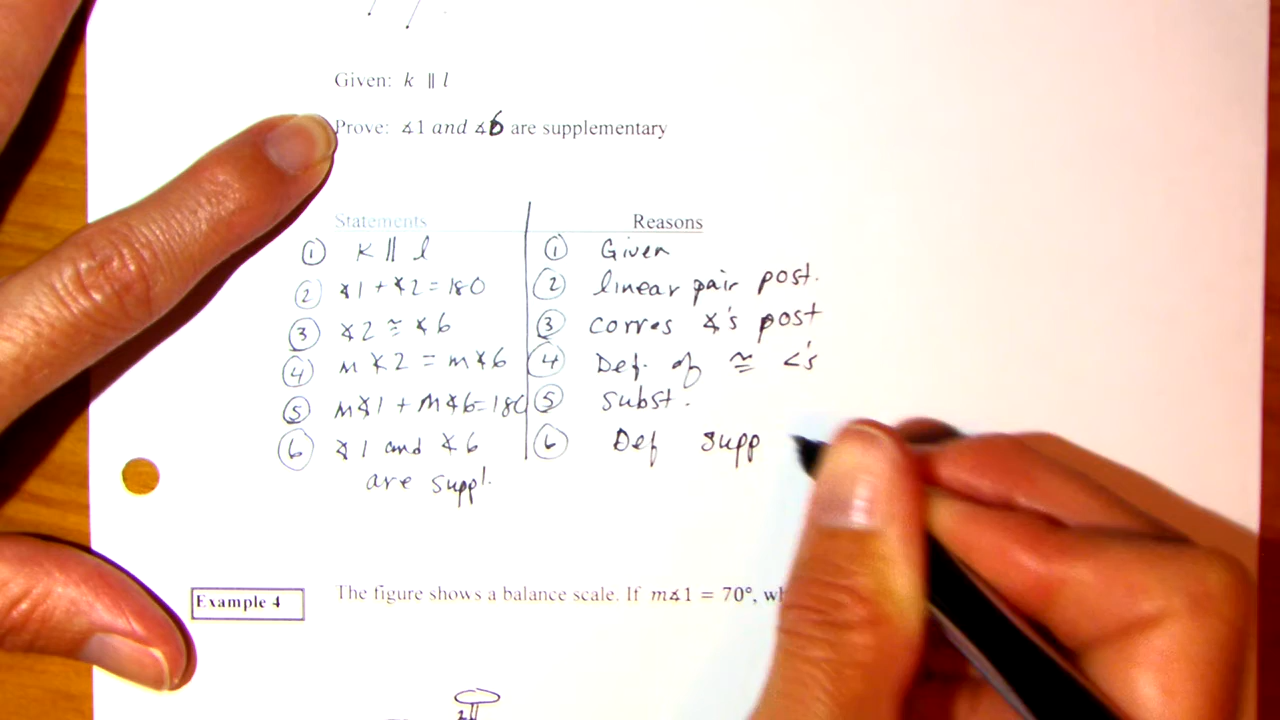 Given: k ∥ l
Prove: ∡1 and ∡6 are supplementary
Statements Reasons
① k ∥ l ① Given
② ∡1 + ∡2 = 180 ② linear pair post.
③ ∡2 ≅ ∡6 ③ corres ∡'s post
④ m∡2 = m∡6 ④ Def. of ≅ <'s
⑤ m∡1 + m∡6 = 180 ⑤ subst.
⑥ ∡1 and ∡6 ⑥ Def supp
are suppl.
Example 4 The figure shows a balance scale. If m∡1 = 70°,
2